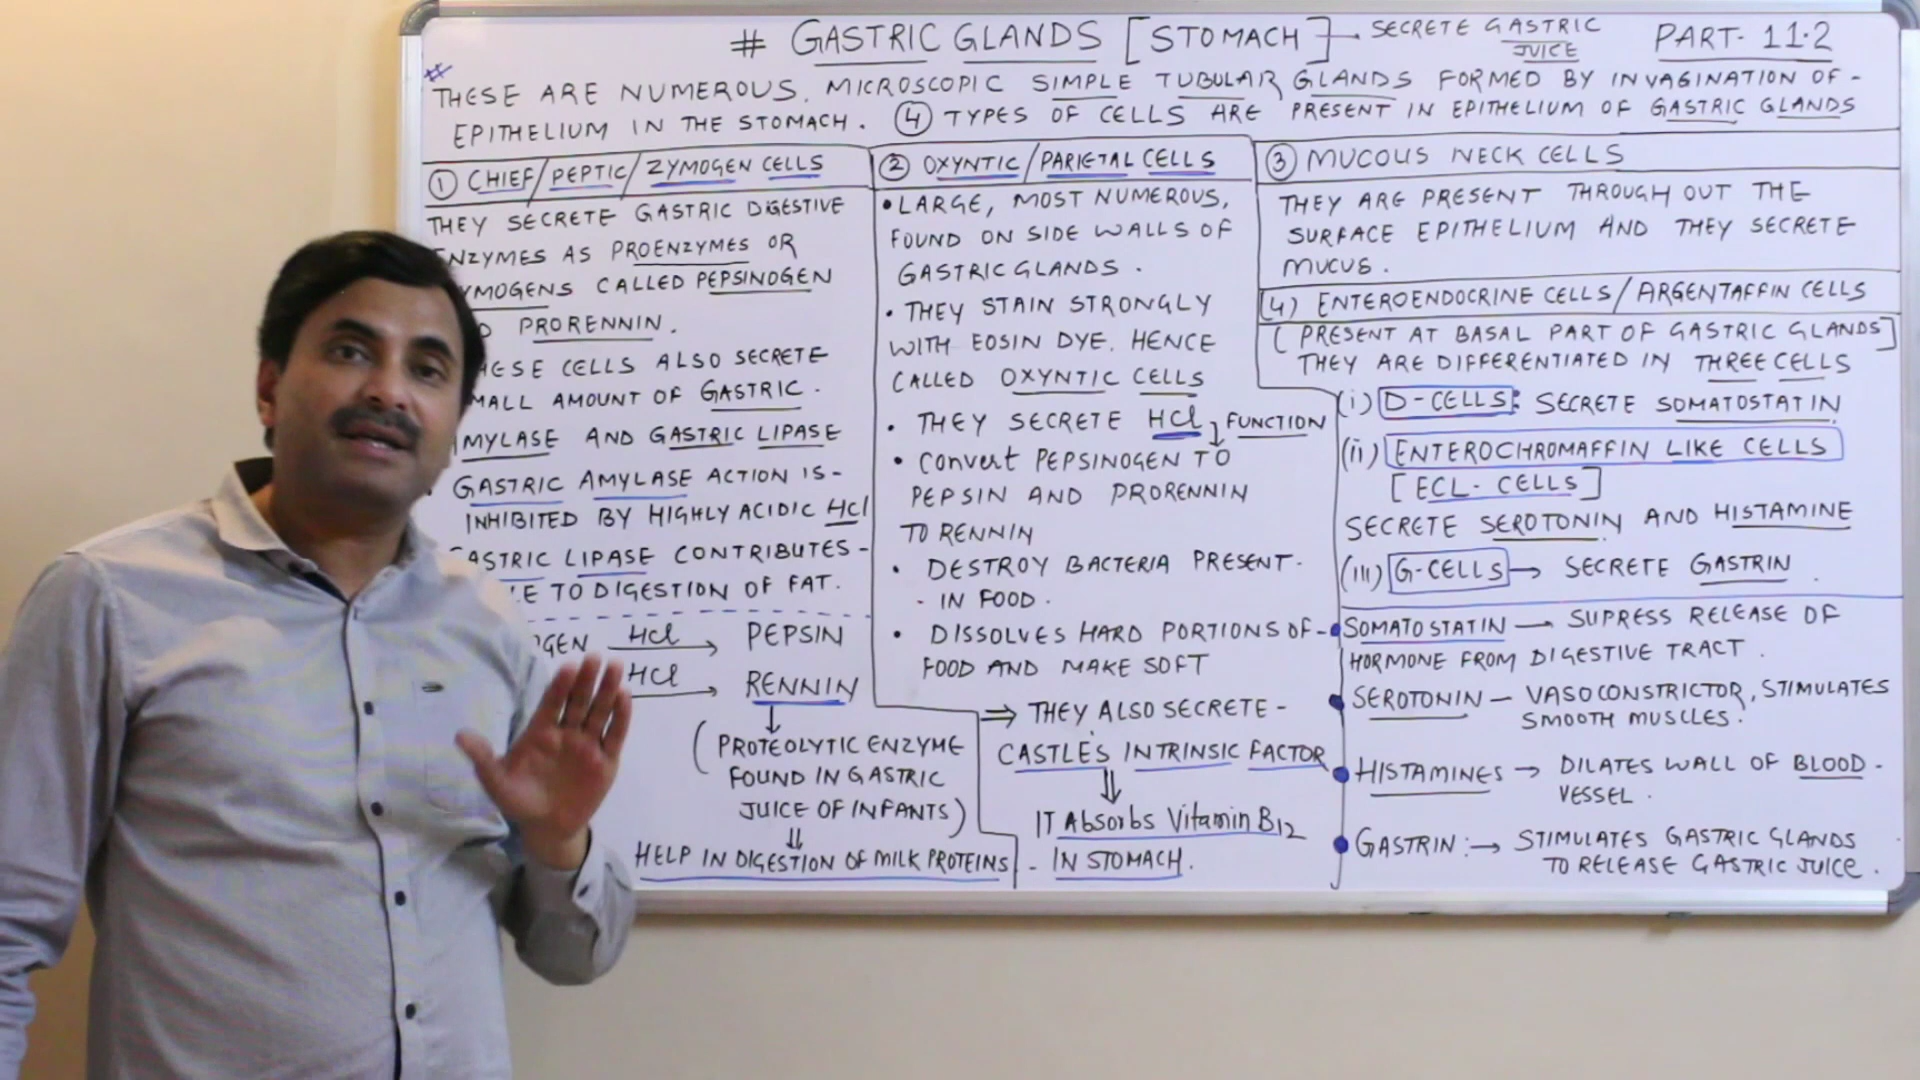 # GASTRIC GLANDS [STOMACH] → SECRETE GASTRIC JUICE PART-11.2
THESE ARE NUMEROUS, MICROSCOPIC SIMPLE TUBULAR GLANDS FORMED BY INVAGINATION OF -
EPITHELIUM IN THE STOMACH. ④ TYPES OF CELLS ARE PRESENT IN EPITHELIUM OF GASTRIC GLANDS
① CHIEF/PEPTIC/ZYMOGEN CELLS
THEY SECRETE GASTRIC DIGESTIVE
NZYMES AS PROENZYMES OR
YMOGENS CALLED PEPSINOGEN
D PRORENNIN.
HESE CELLS ALSO SECRETE
MALL AMOUNT OF GASTRIC.
MYLASE AND GASTRIC LIPASE
GASTRIC AMYLASE ACTION IS-
INHIBITED BY HIGHLY ACIDIC HCl
GASTRIC LIPASE CONTRIBUTES-
LE TO DIGESTION OF FAT.
OGEN HCl → PEPSIN
HCl → RENNIN
↓
(PROTEOLYTIC ENZYME
FOUND IN GASTRIC
JUICE OF INFANTS)
⇓
HELP IN DIGESTION OF MILK PROTEINS
② OXYNTIC/PARIETAL CELLS
• LARGE, MOST NUMEROUS,
FOUND ON SIDE WALLS OF
GASTRIC GLANDS.
• THEY STAIN STRONGLY
WITH EOSIN DYE. HENCE
CALLED OXYNTIC CELLS
• THEY SECRETE HCl → FUNCTION
• Convert PEPSINOGEN TO
PEPSIN AND PRORENNIN
TO RENNIN
• DESTROY BACTERIA PRESENT-
- IN FOOD.
• DISSOLVES HARD PORTIONS OF-
FOOD AND MAKE SOFT
⇒ THEY ALSO SECRETE -
CASTLE'S INTRINSIC FACTOR
⇓
IT Absorbs Vitamin B12
- IN STOMACH.
③ MUCOUS NECK CELLS
THEY ARE PRESENT THROUGH OUT THE
SURFACE EPITHELIUM AND THEY SECRETE
MUCUS.
(4) ENTEROENDOCRINE CELLS/ARGENTAFFIN CELLS
[PRESENT AT BASAL PART OF GASTRIC GLANDS]
THEY ARE DIFFERENTIATED IN THREE CELLS
(i) D-CELLS: SECRETE SOMATOSTATIN
(ii) ENTEROCHROMAFFIN LIKE CELLS
[ECL-CELLS]
SECRETE SEROTONIN AND HISTAMINE
(iii) G-CELLS → SECRETE GASTRIN.
• SOMATOSTATIN → SUPRESS RELEASE OF
HORMONE FROM DIGESTIVE TRACT.
• SEROTONIN - VASOCONSTRICTOR, STIMULATES
SMOOTH MUSCLES.
• HISTAMINES → DILATES WALL OF BLOOD -
VESSEL.
• GASTRIN: → STIMULATES GASTRIC GLANDS
TO RELEASE GASTRIC JUICE.